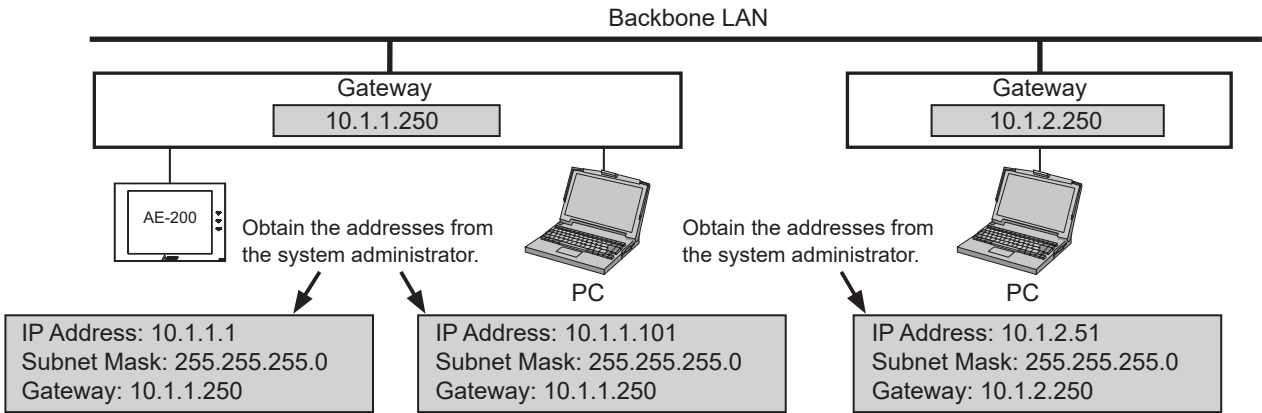 Backbone LAN
Gateway
10.1.1.250
Gateway
10.1.2.250
AE-200
Obtain the addresses from
the system administrator.
PC
Obtain the addresses from
the system administrator.
PC
IP Address: 10.1.1.1
Subnet Mask: 255.255.255.0
Gateway: 10.1.1.250
IP Address: 10.1.1.101
Subnet Mask: 255.255.255.0
Gateway: 10.1.1.250
IP Address: 10.1.2.51
Subnet Mask: 255.255.255.0
Gateway: 10.1.2.250